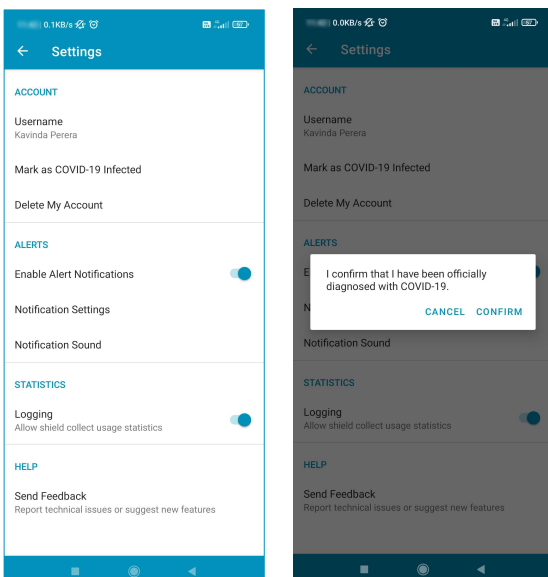 0.1KB/s
Settings
ACCOUNT
Username
Kavinda Perera
Mark as COVID-19 Infected
Delete My Account
ALERTS
Enable Alert Notifications
Notification Settings
Notification Sound
STATISTICS
Logging
Allow shield collect usage statistics
HELP
Send Feedback
Report technical issues or suggest new features
0.0KB/s
Settings
ACCOUNT
Username
Kavinda Perera
Mark as COVID-19 Infected
Delete My Account
ALERTS
E
I confirm that I have been officially
diagnosed with COVID-19.
N
CANCEL CONFIRM
Notification Sound
STATISTICS
Logging
Allow shield collect usage statistics
HELP
Send Feedback
Report technical issues or suggest new features